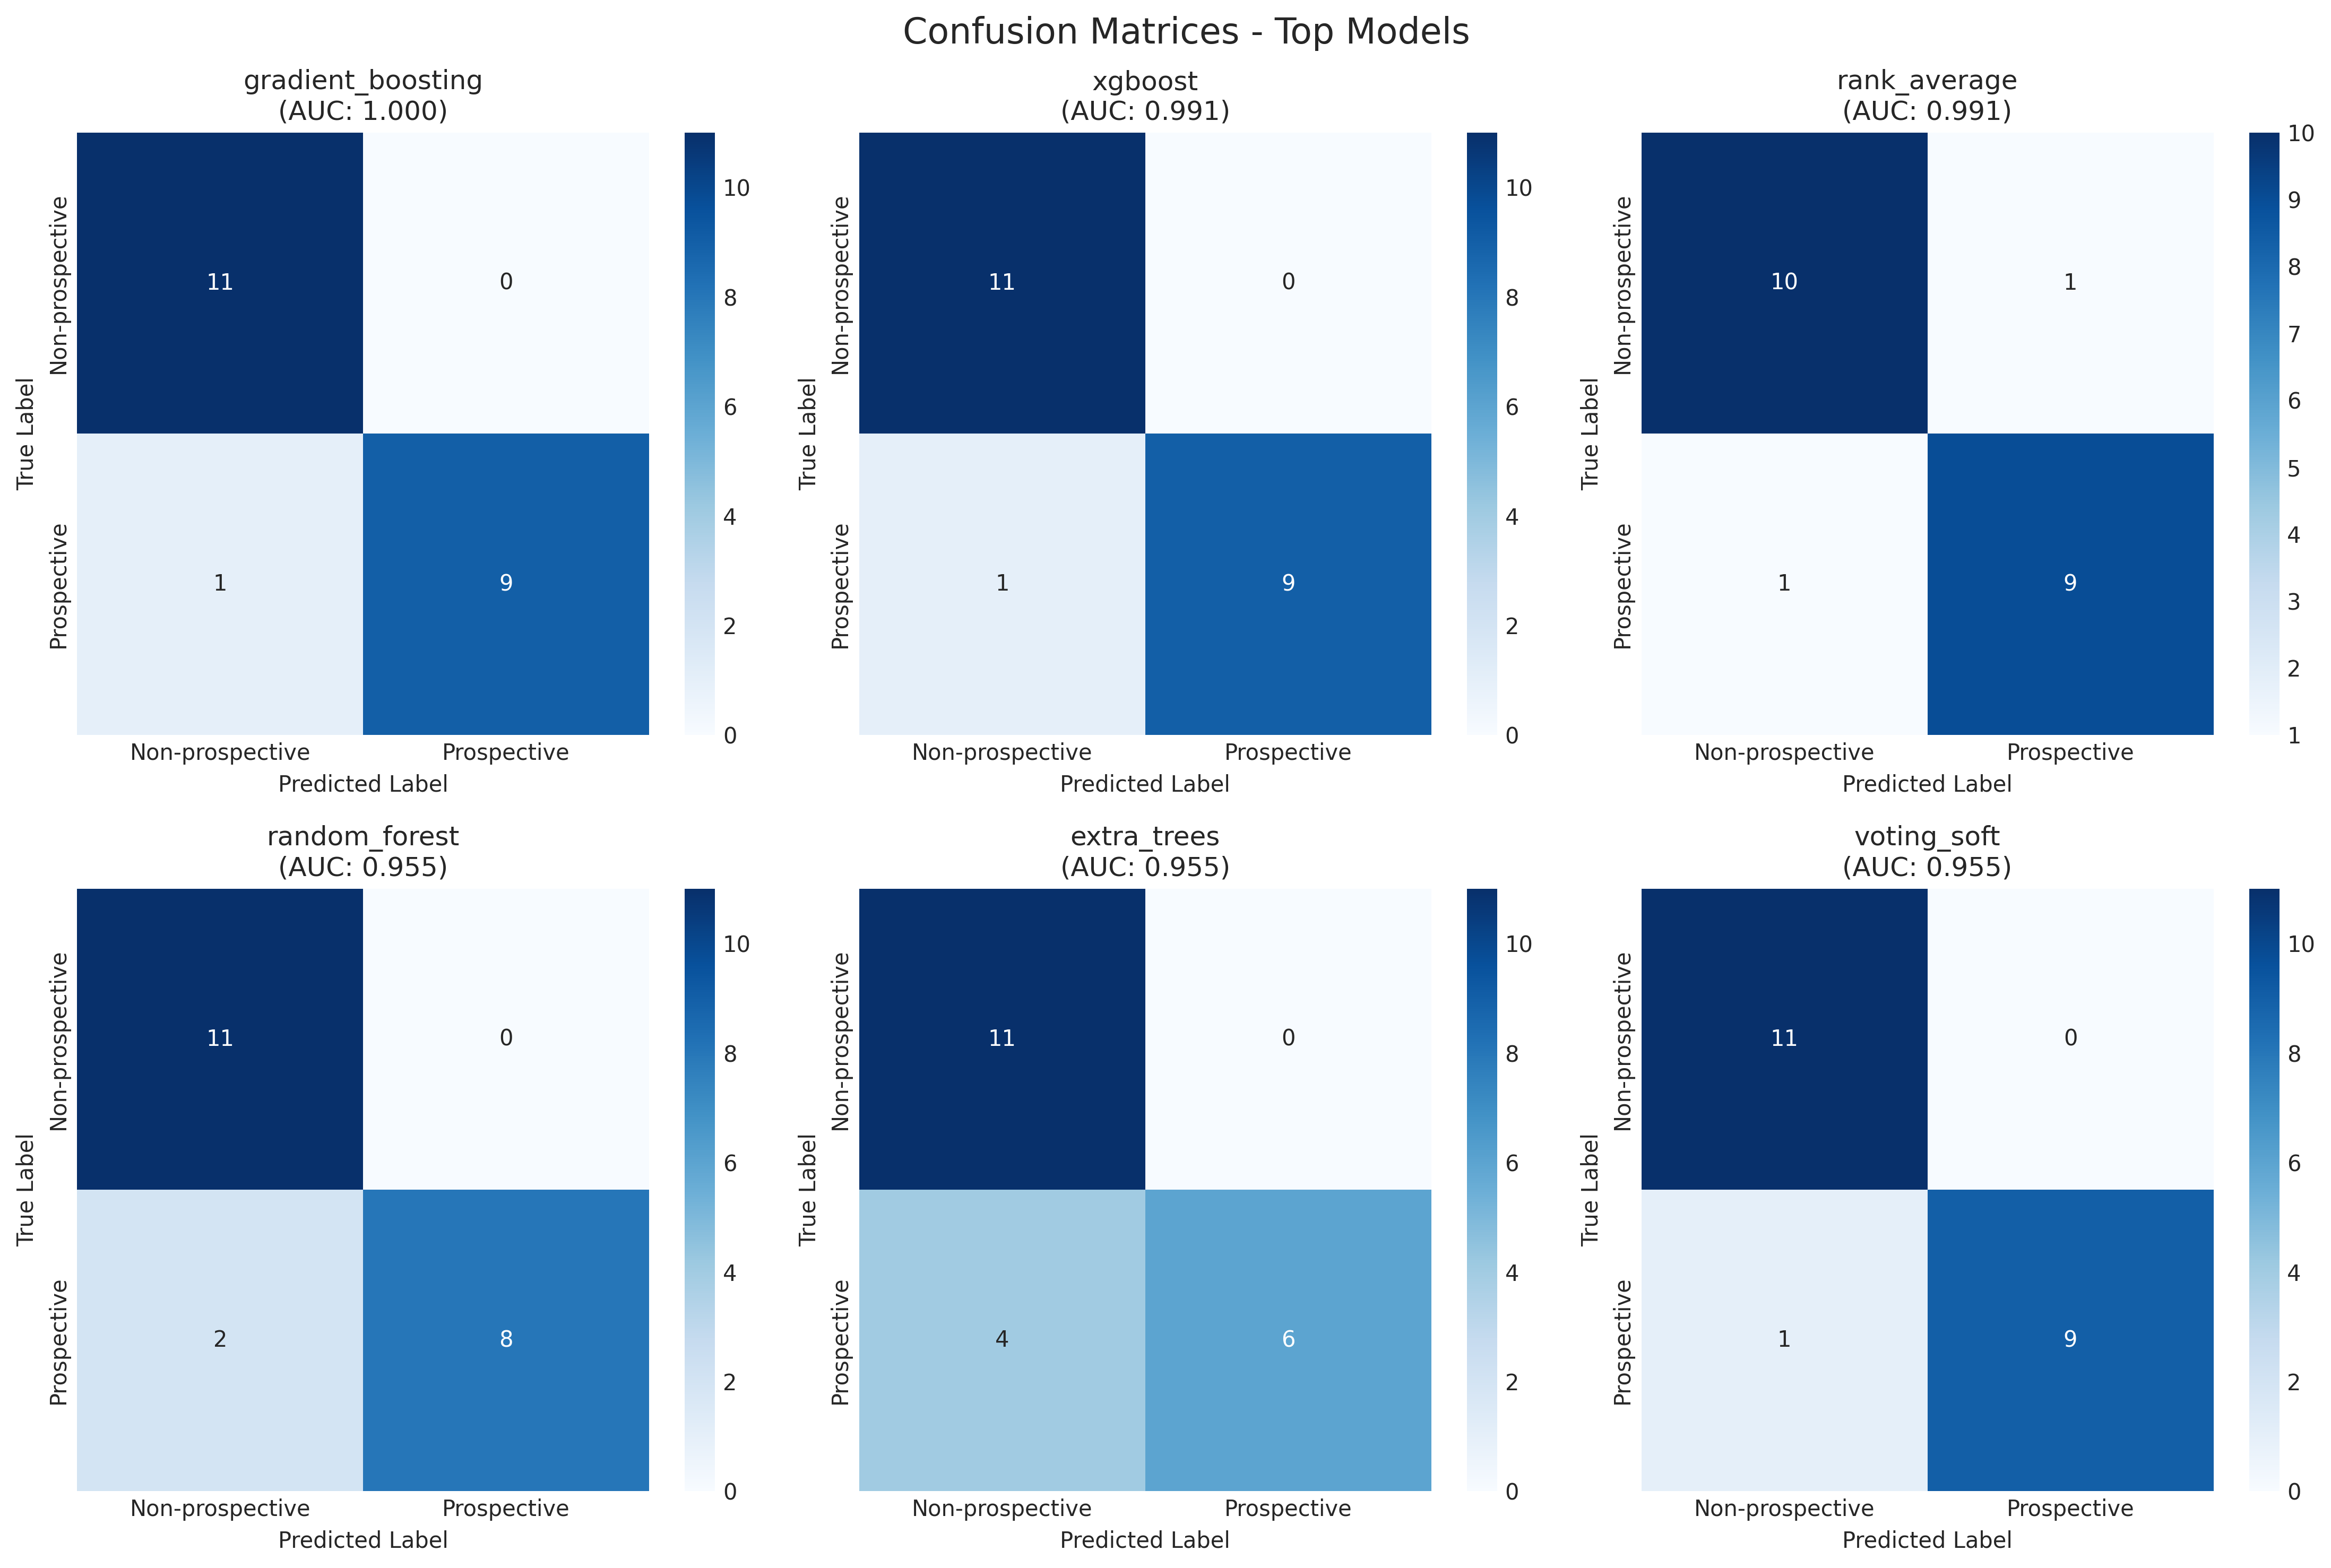 Confusion Matrices - Top Models
gradient_boosting
(AUC: 1.000)
True Label
Non-prospective
Prospective
11
0
1
9
10
8
6
4
2
0
Non-prospective
Prospective
Predicted Label
xgboost
(AUC: 0.991)
True Label
Non-prospective
Prospective
11
0
1
9
10
8
6
4
2
0
Non-prospective
Prospective
Predicted Label
rank_average
(AUC: 0.991)
True Label
Non-prospective
Prospective
10
1
1
9
10
9
8
7
6
5
4
3
2
1
Non-prospective
Prospective
Predicted Label
random_forest
(AUC: 0.955)
True Label
Non-prospective
Prospective
11
0
2
8
10
8
6
4
2
0
Non-prospective
Prospective
Predicted Label
extra_trees
(AUC: 0.955)
True Label
Non-prospective
Prospective
11
0
4
6
10
8
6
4
2
0
Non-prospective
Prospective
Predicted Label
voting_soft
(AUC: 0.955)
True Label
Non-prospective
Prospective
11
0
1
9
10
8
6
4
2
0
Non-prospective
Prospective
Predicted Label